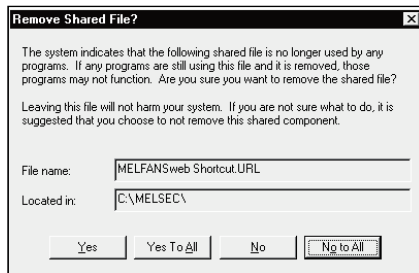 Remove Shared File?
The system indicates that the following shared file is no longer used by any
programs. If any programs are still using this file and it is removed, those
programs may not function. Are you sure you want to remove the shared file?
Leaving this file will not harm your system. If you are not sure what to do, it is
suggested that you choose to not remove this shared component.
File name: MELFANSweb Shortcut.URL
Located in: C:\MELSEC\
Yes Yes To All No No to All